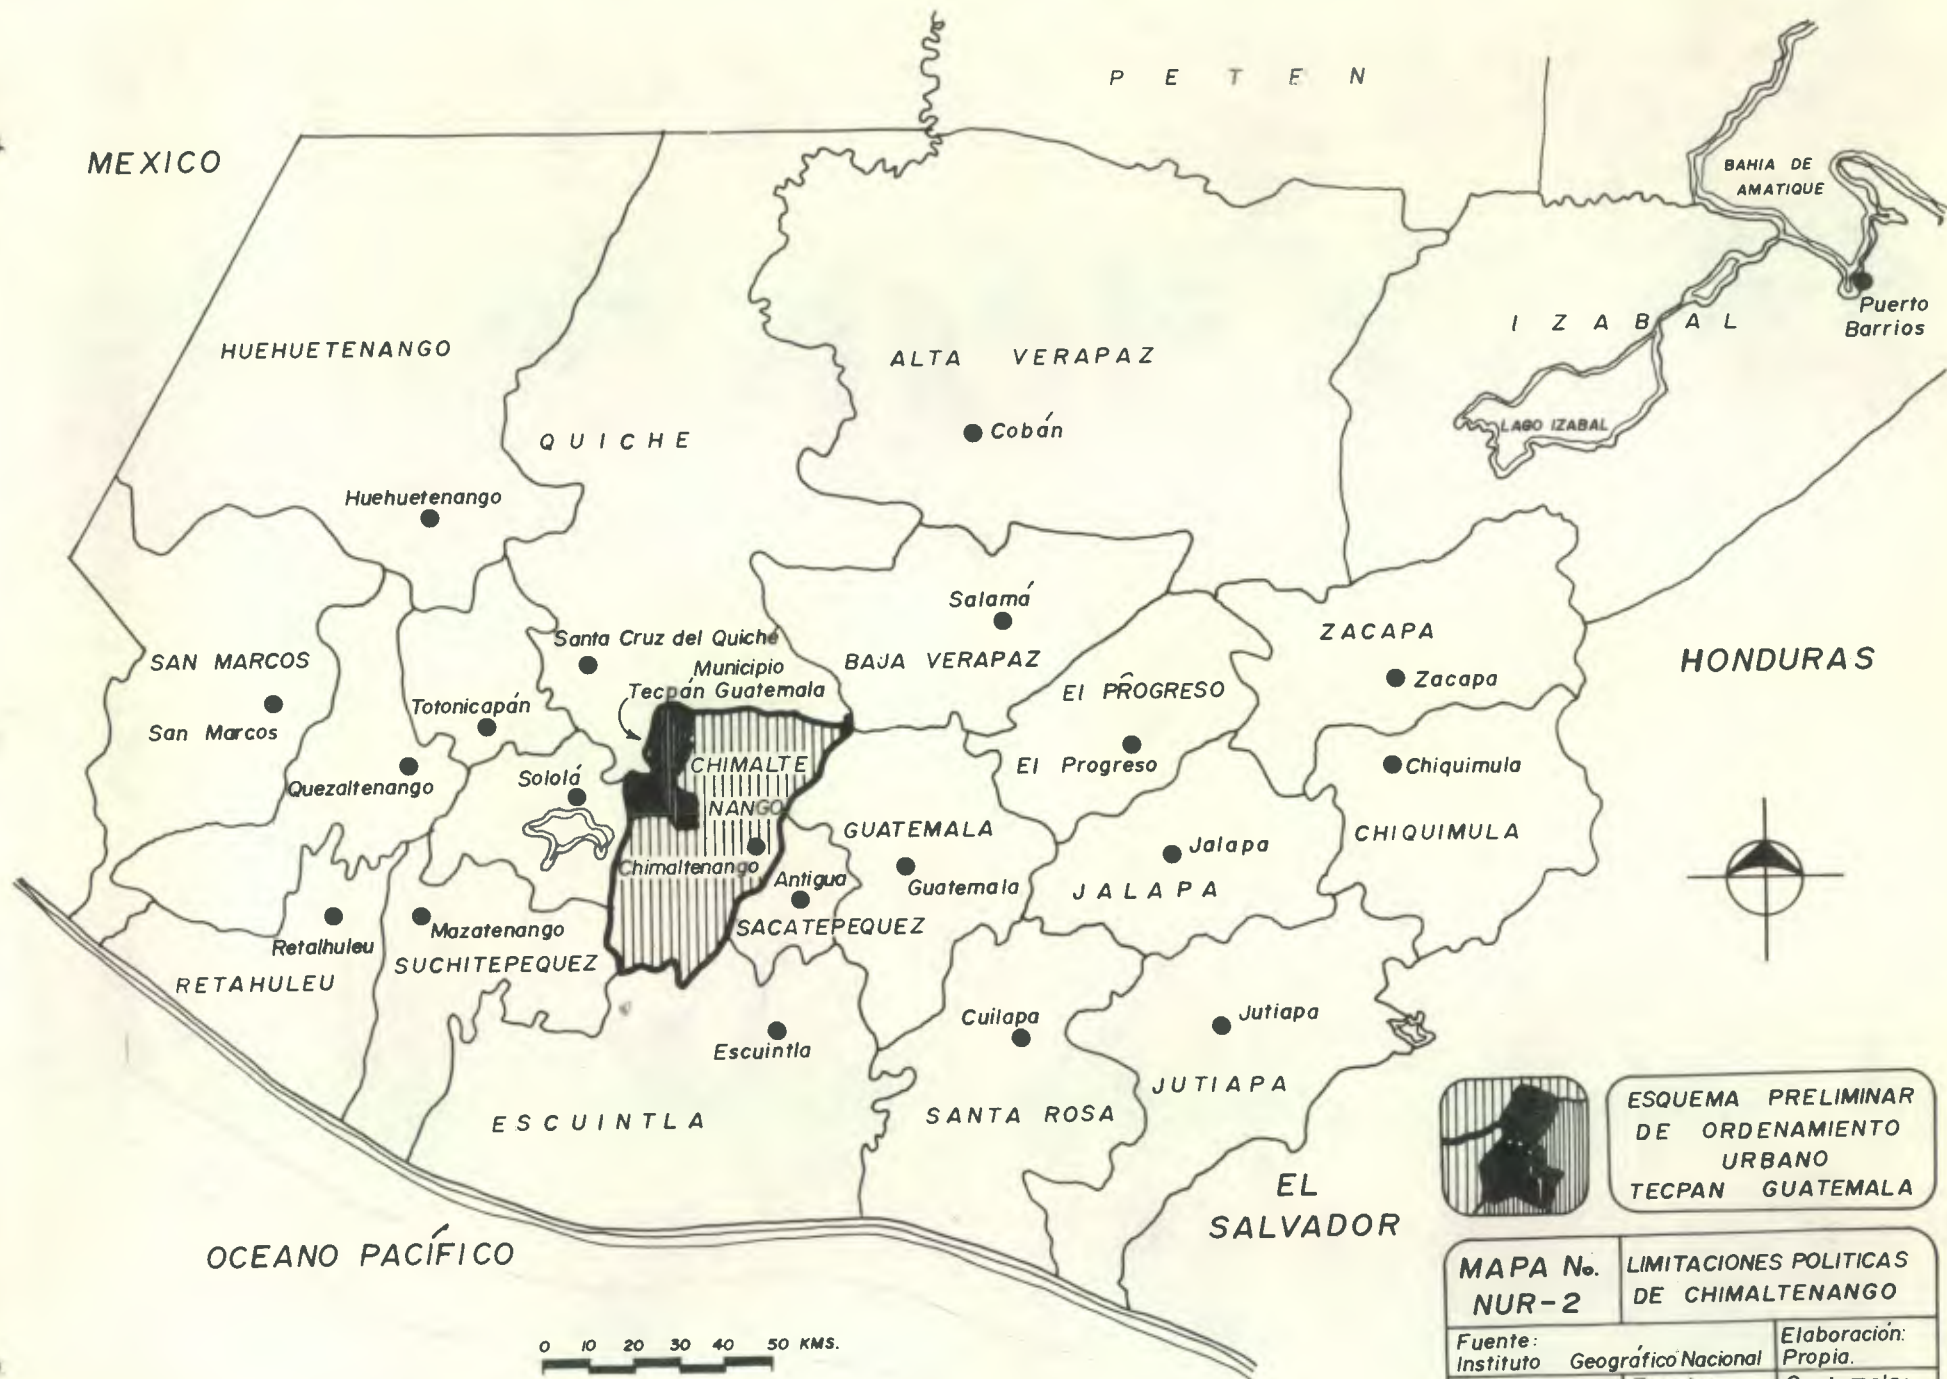 P E T E N
MEXICO
BAHIA DE
AMATIQUE
Puerto
Barrios
I Z A B A L
HUEHUETENANGO
ALTA VERAPAZ
LAGO IZABAL
Cobán
QUICHE
Huehuetenango
Salamá
ZACAPA
Santa Cruz del Quiché
SAN MARCOS
Municipio
Tecpán Guatemala
BAJA VERAPAZ
HONDURAS
El PROGRESO
Zacapa
Totonicapán
San Marcos
CHIMALTE
NANGO
El Progreso
Chiquimula
Sololá
Quezaltenango
GUATEMALA
CHIQUIMULA
Jalapa
Chimaltenango
Antigua
Guatemala
JALAPA
SACATEPEQUEZ
Mazatenango
Retalhuleu
SUCHITEPEQUEZ
RETAHULEU
Cuilapa
Jutiapa
Escuintla
JUTIAPA
ESCUINTLA
SANTA ROSA
EL
SALVADOR
OCEANO PACÍFICO
ESQUEMA PRELIMINAR
DE ORDENAMIENTO
URBANO
TECPAN GUATEMALA
MAPA No.
NUR-2
LIMITACIONES POLITICAS
DE CHIMALTENANGO
Fuente:
Instituto Geográfico Nacional
Elaboración:
Propia.
0 10 20 30 40 50 KMS.